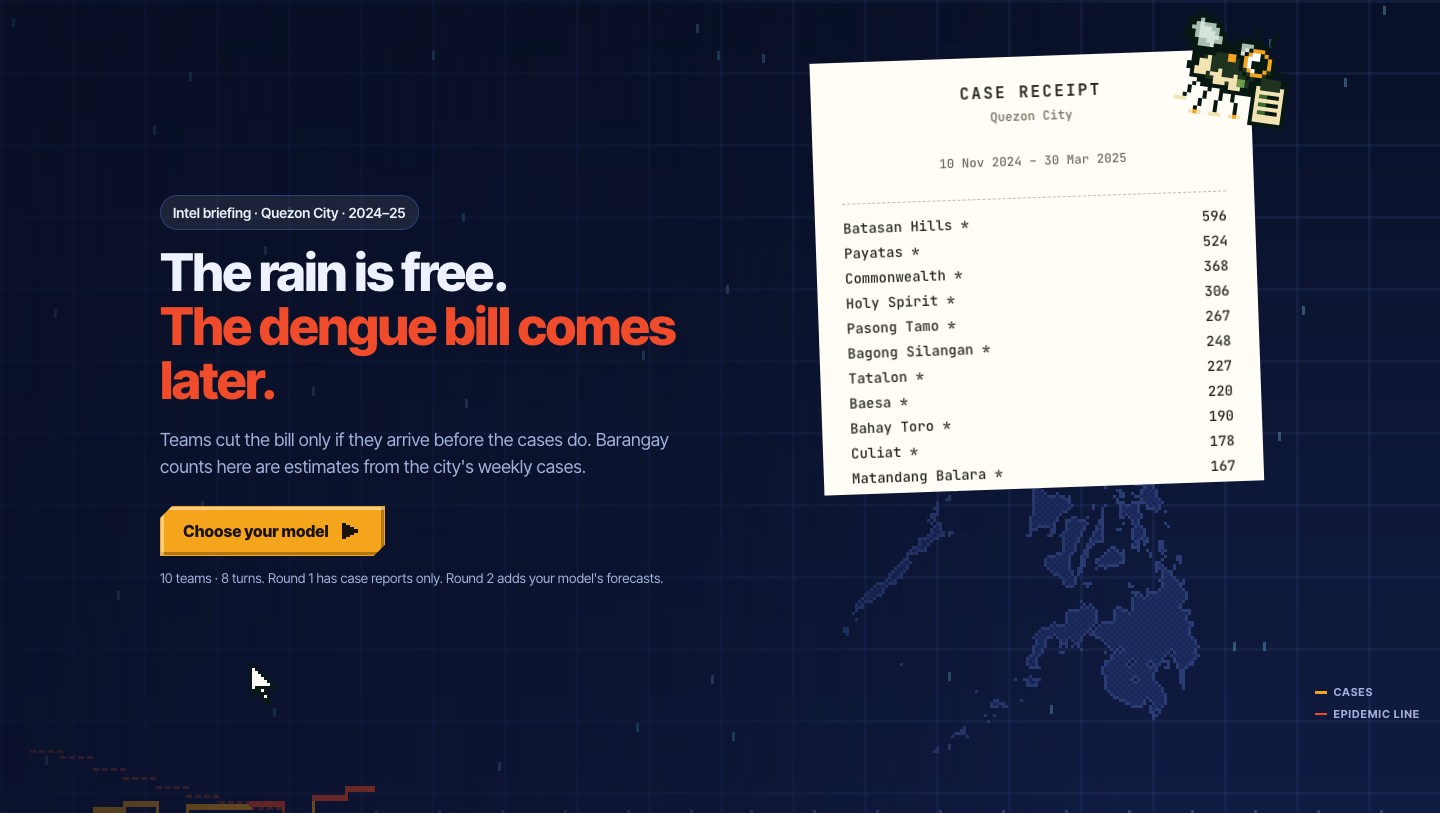 Intel briefing · Quezon City · 2024–25
The rain is free.
The dengue bill comes
later.
Teams cut the bill only if they arrive before the cases do. Barangay
counts here are estimates from the city's weekly cases.
Choose your model
10 teams · 8 turns. Round 1 has case reports only. Round 2 adds your model's forecasts.
CASE RECEIPT
Quezon City
10 Nov 2024 – 30 Mar 2025
Batasan Hills * 596
Payatas * 524
Commonwealth * 368
Holy Spirit * 306
Pasong Tamo * 267
Bagong Silangan * 248
Tatalon * 227
Baesa * 220
Bahay Toro * 190
Culiat * 178
Matandang Balara * 167
CASES
EPIDEMIC LINE